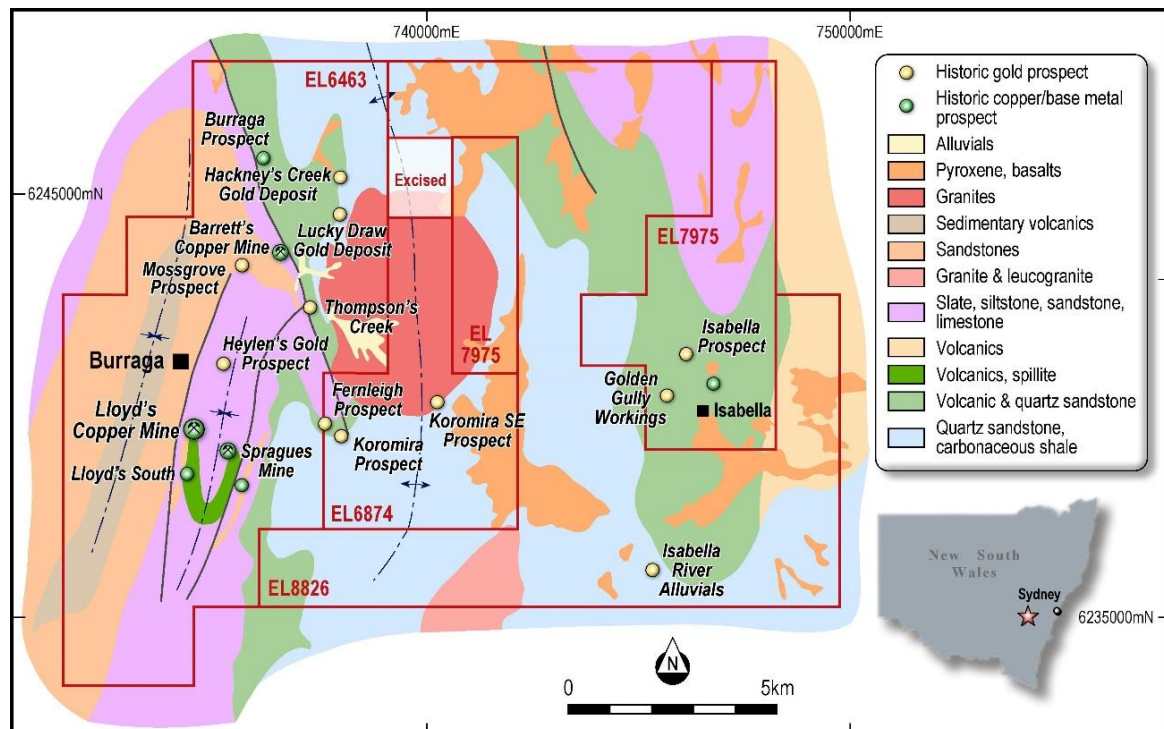 740000mE
750000mE
6245000mN
6235000mN
EL6463
Burraga
Prospect
Hackney's Creek
Gold Deposit
Excised
Barrett's
Copper Mine
Lucky Draw
Gold Deposit
Mossgrove
Prospect
EL7975
Thompson's
Creek
EL
7975
Isabella
Prospect
Burraga
Heylen's Gold
Prospect
Golden
Gully
Workings
Isabella
Fernleigh
Prospect
Koromira SE
Prospect
Lloyd's
Copper Mine
Koromira
Prospect
Spragues
Mine
Lloyd's South
EL6874
Isabella
River
Alluvials
EL8826
N
0
5km
Historic gold prospect
Historic copper/base metal
prospect
Alluvials
Pyroxene, basalts
Granites
Sedimentary volcanics
Sandstones
Granite & leucogranite
Slate, siltstone, sandstone,
limestone
Volcanics
Volcanics, spillite
Volcanic & quartz sandstone
Quartz sandstone,
carbonaceous shale
New South
Wales
Sydney